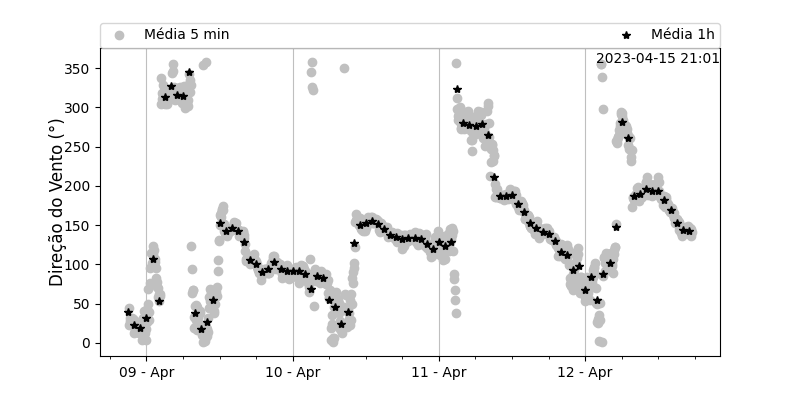 Média 5 min
Média 1h
2023-04-15 21:01
Direção do Vento (°)
350
300
250
200
150
100
50
0
09 - Apr
10 - Apr
11 - Apr
12 - Apr